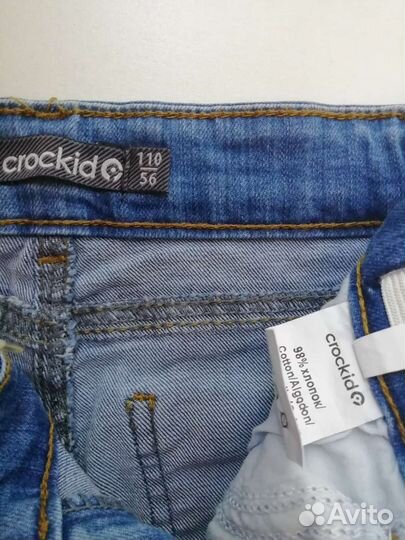 crockid
110
56
crockid
98% хлопок/
Cotton/Algodon/
Avito